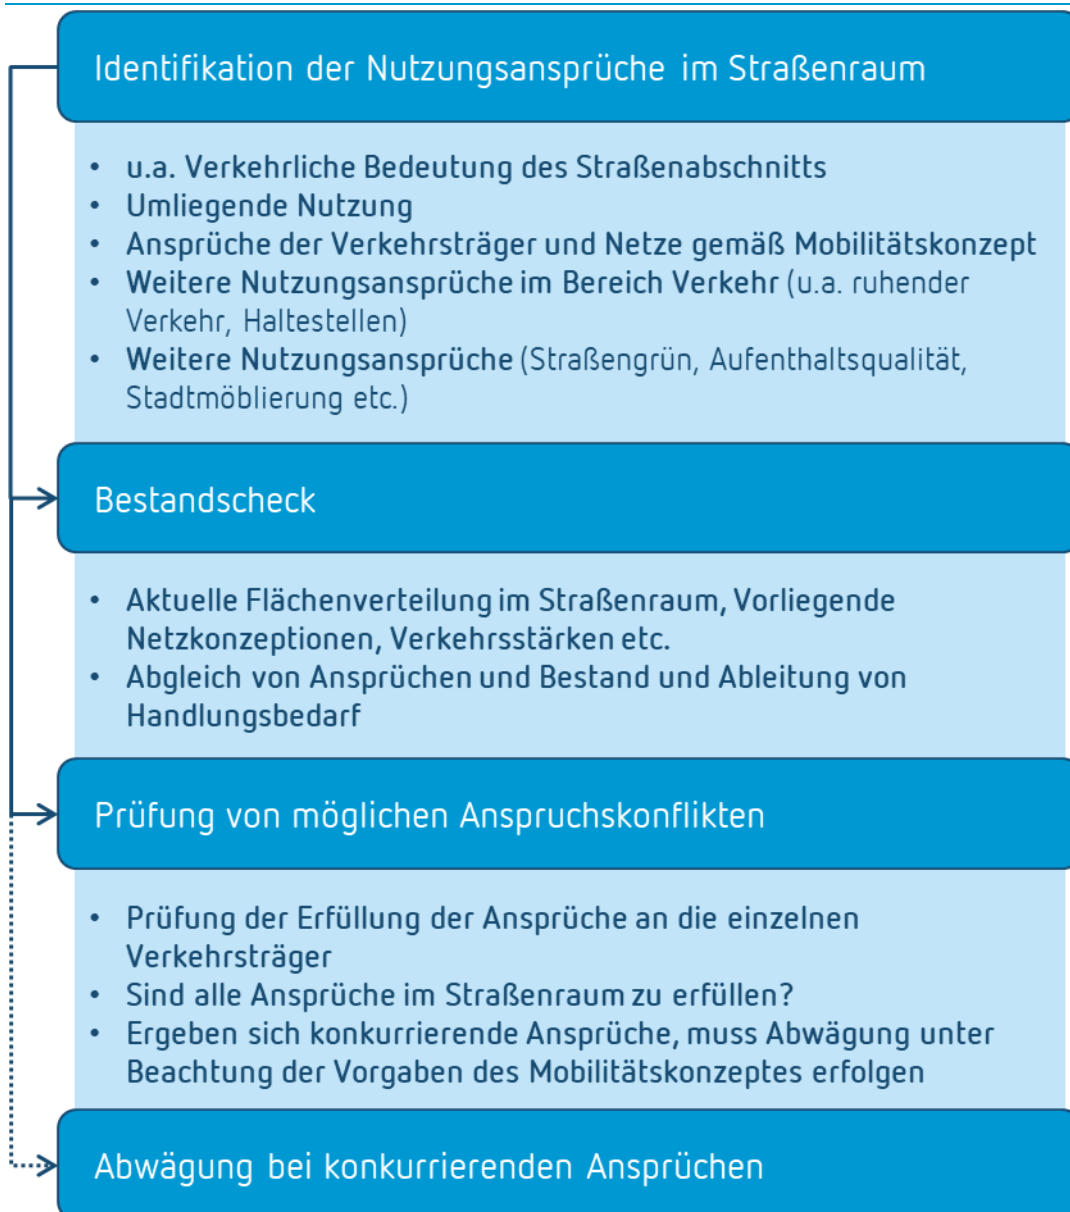 Identifikation der Nutzungsansprüche im Straßenraum
• u.a. Verkehrliche Bedeutung des Straßenabschnitts
• Umliegende Nutzung
• Ansprüche der Verkehrsträger und Netze gemäß Mobilitätskonzept
• Weitere Nutzungsansprüche im Bereich Verkehr (u.a. ruhender
Verkehr, Haltestellen)
• Weitere Nutzungsansprüche (Straßengrün, Aufenthaltsqualität,
Stadtmöblierung etc.)
Bestandscheck
• Aktuelle Flächenverteilung im Straßenraum, Vorliegende
Netzkonzeptionen, Verkehrsstärken etc.
• Abgleich von Ansprüchen und Bestand und Ableitung von
Handlungsbedarf
Prüfung von möglichen Anspruchskonflikten
• Prüfung der Erfüllung der Ansprüche an die einzelnen
Verkehrsträger
• Sind alle Ansprüche im Straßenraum zu erfüllen?
• Ergeben sich konkurrierende Ansprüche, muss Abwägung unter
Beachtung der Vorgaben des Mobilitätskonzeptes erfolgen
Abwägung bei konkurrierenden Ansprüchen